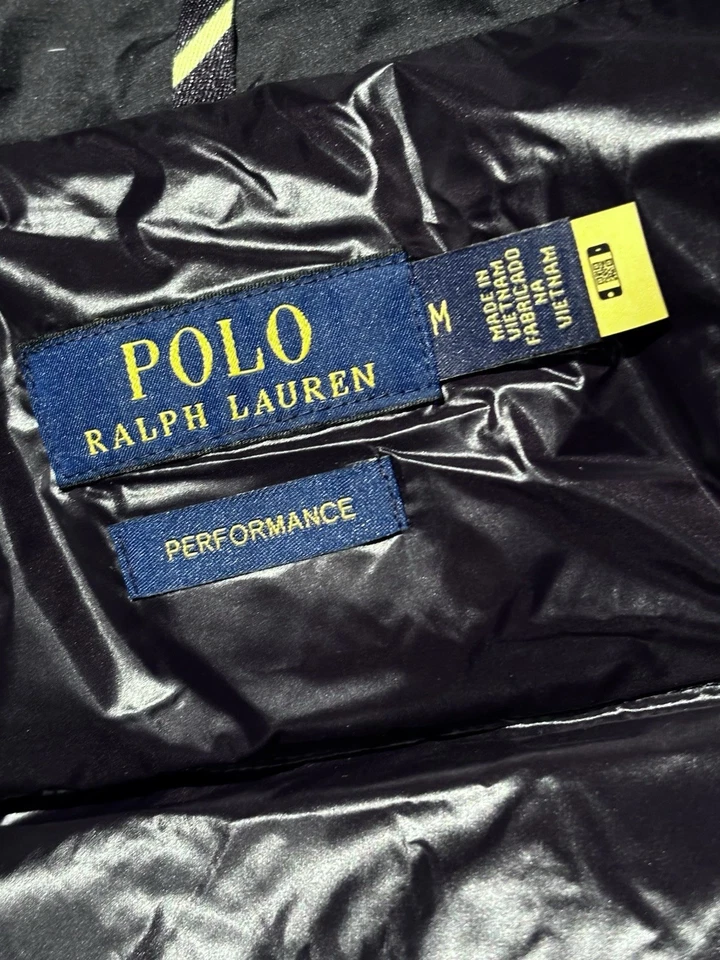 POLO
RALPH LAUREN
M
MADE IN
VIETNAM
FABRICADO
NA
VIETNAM
PERFORMANCE